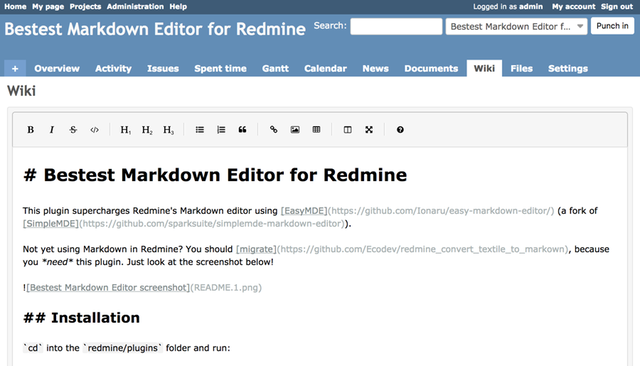 Home My page Projects Administration Help Logged in as admin My account Sign out
Bestest Markdown Editor for Redmine Search: Bestest Markdown Editor f... Punch in
+ Overview Activity Issues Spent time Gantt Calendar News Documents Wiki Files Settings
Wiki
B I S </> H1 H2 H3
# Bestest Markdown Editor for Redmine
This plugin supercharges Redmine's Markdown editor using [EasyMDE](https://github.com/Ionaru/easy-markdown-editor/) (a fork of
[SimpleMDE](https://github.com/sparksuite/simplemde-markdown-editor)).
Not yet using Markdown in Redmine? You should [migrate](https://github.com/Ecodev/redmine_convert_textile_to_markown), because
you *need* this plugin. Just look at the screenshot below!
![Bestest Markdown Editor screenshot](README.1.png)
## Installation
`cd` into the `redmine/plugins` folder and run: